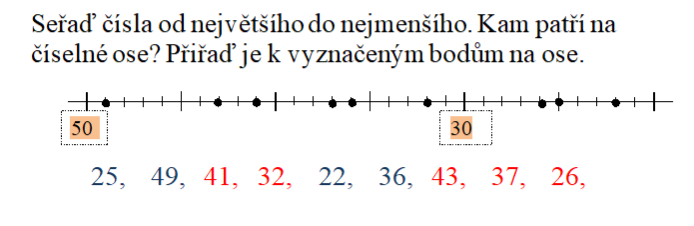 Seřaď čísla od největšího do nejmenšího. Kam patří na
číselné ose? Přiřaď je k vyznačeným bodům na ose.
50 30
25, 49, 41, 32, 22, 36, 43, 37, 26,